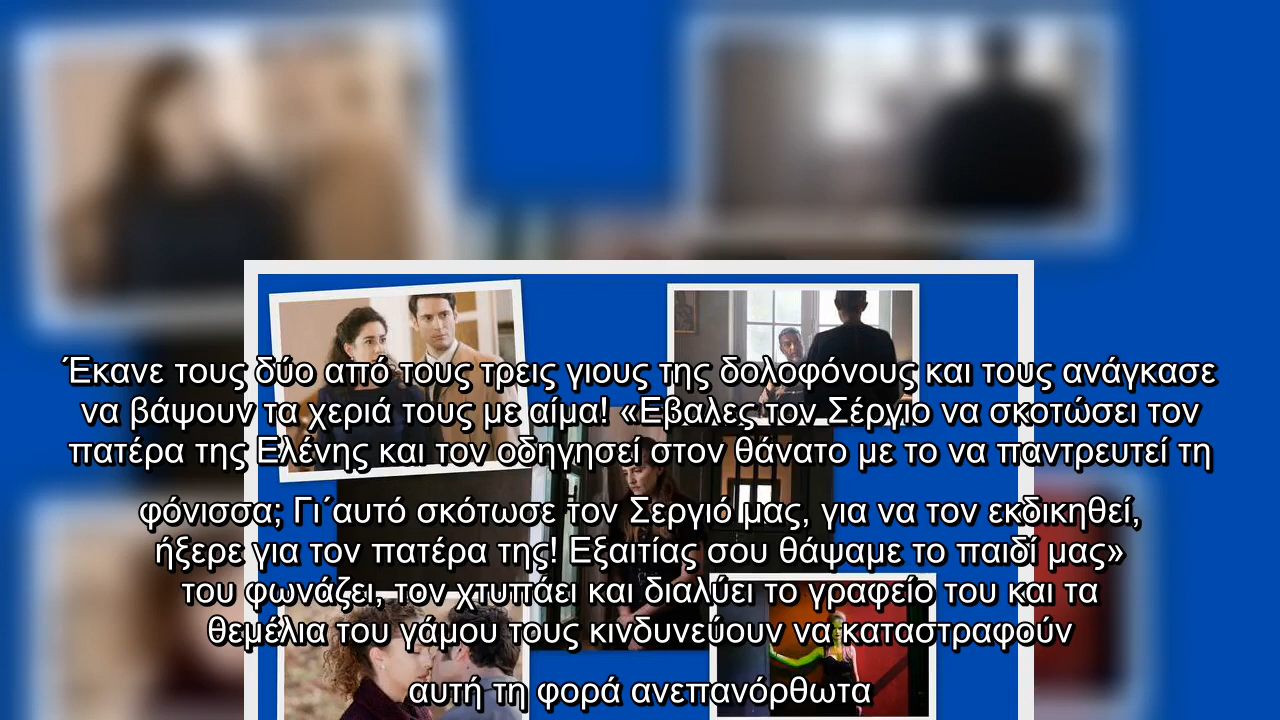 Έκανε τους δύο από τους τρεις γιους της δολοφόνους και τους ανάγκασε
να βάψουν τα χεριά τους με αίμα! «Εβαλες τον Σέργιο να σκοτώσει τον
πατέρα της Ελένης και τον οδηγησεί στον θάνατο με το να παντρευτεί τη
φόνισσα; Γι΄αυτό σκότωσε τον Σεργιό μας, για να τον εκδικηθεί,
ήξερε για τον πατέρα της! Εξαιτίας σου θάψαμε το παιδί μας»
του φωνάζει, τον χτυπάει και διαλύει το γραφείο του και τα
θεμέλια του γάμου τους κινδυνεύουν να καταστραφούν
αυτή τη φορά ανεπανόρθωτα